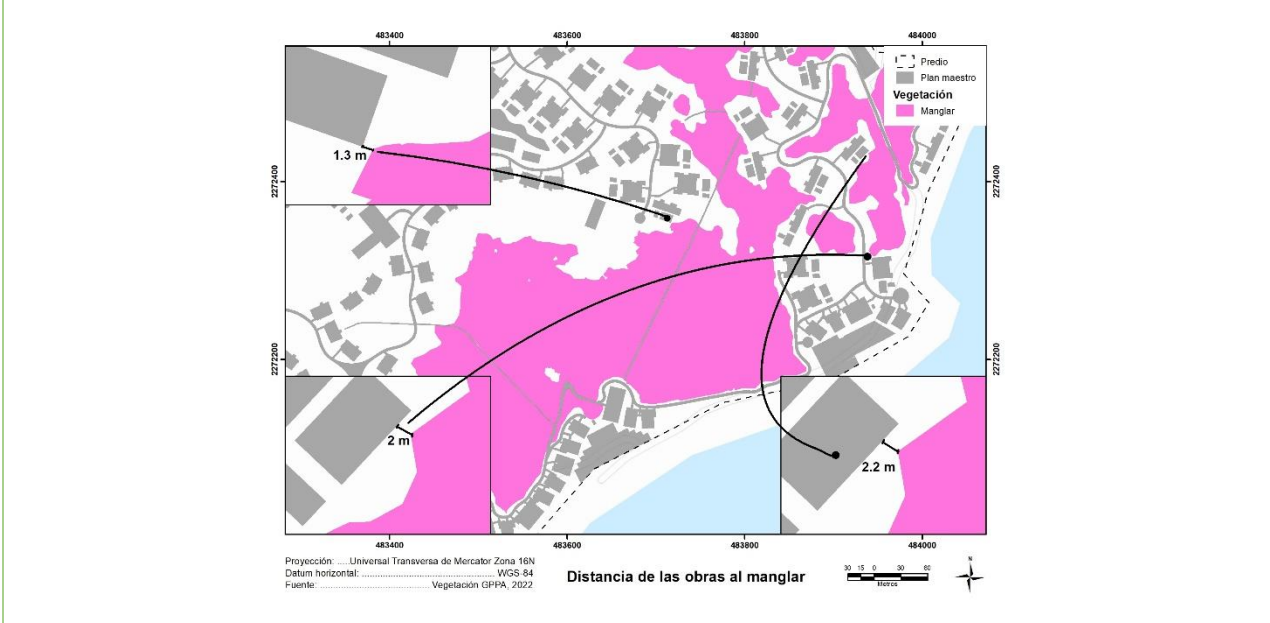 483400 483600 483800 484000
Predio
Plan maestro
Vegetación
Manglar
1.3 m
2272400 2272400
2272200 2272200
2 m
2.2 m
483400 483600 483800 484000
Proyección: .....Universal Transversa de Mercator Zona 16N
Datum horizontal: ............................................ WGS-84
Fuente:..................................... Vegetación GPPA, 2022
Distancia de las obras al manglar
30 15 0 30 60
Metros
N